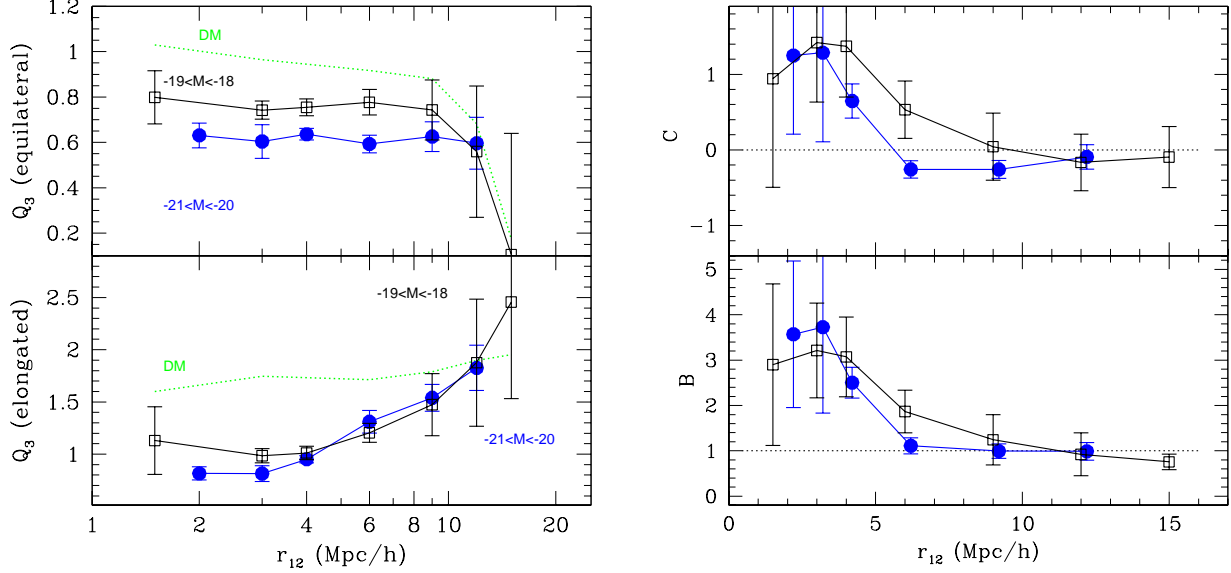 1.2
1
0.8
0.6
0.4
0.2
Q3 (equilateral)
DM
-19<M<-18
-21<M<-20
2.5
2
1.5
1
Q3 (elongated)
-19<M<-18
DM
-21<M<-20
1 2 4 6 8 10 20
r12 (Mpc/h)
1
0
-1
C
5
4
3
2
1
0
B
0 5 10 15
r12 (Mpc/h)